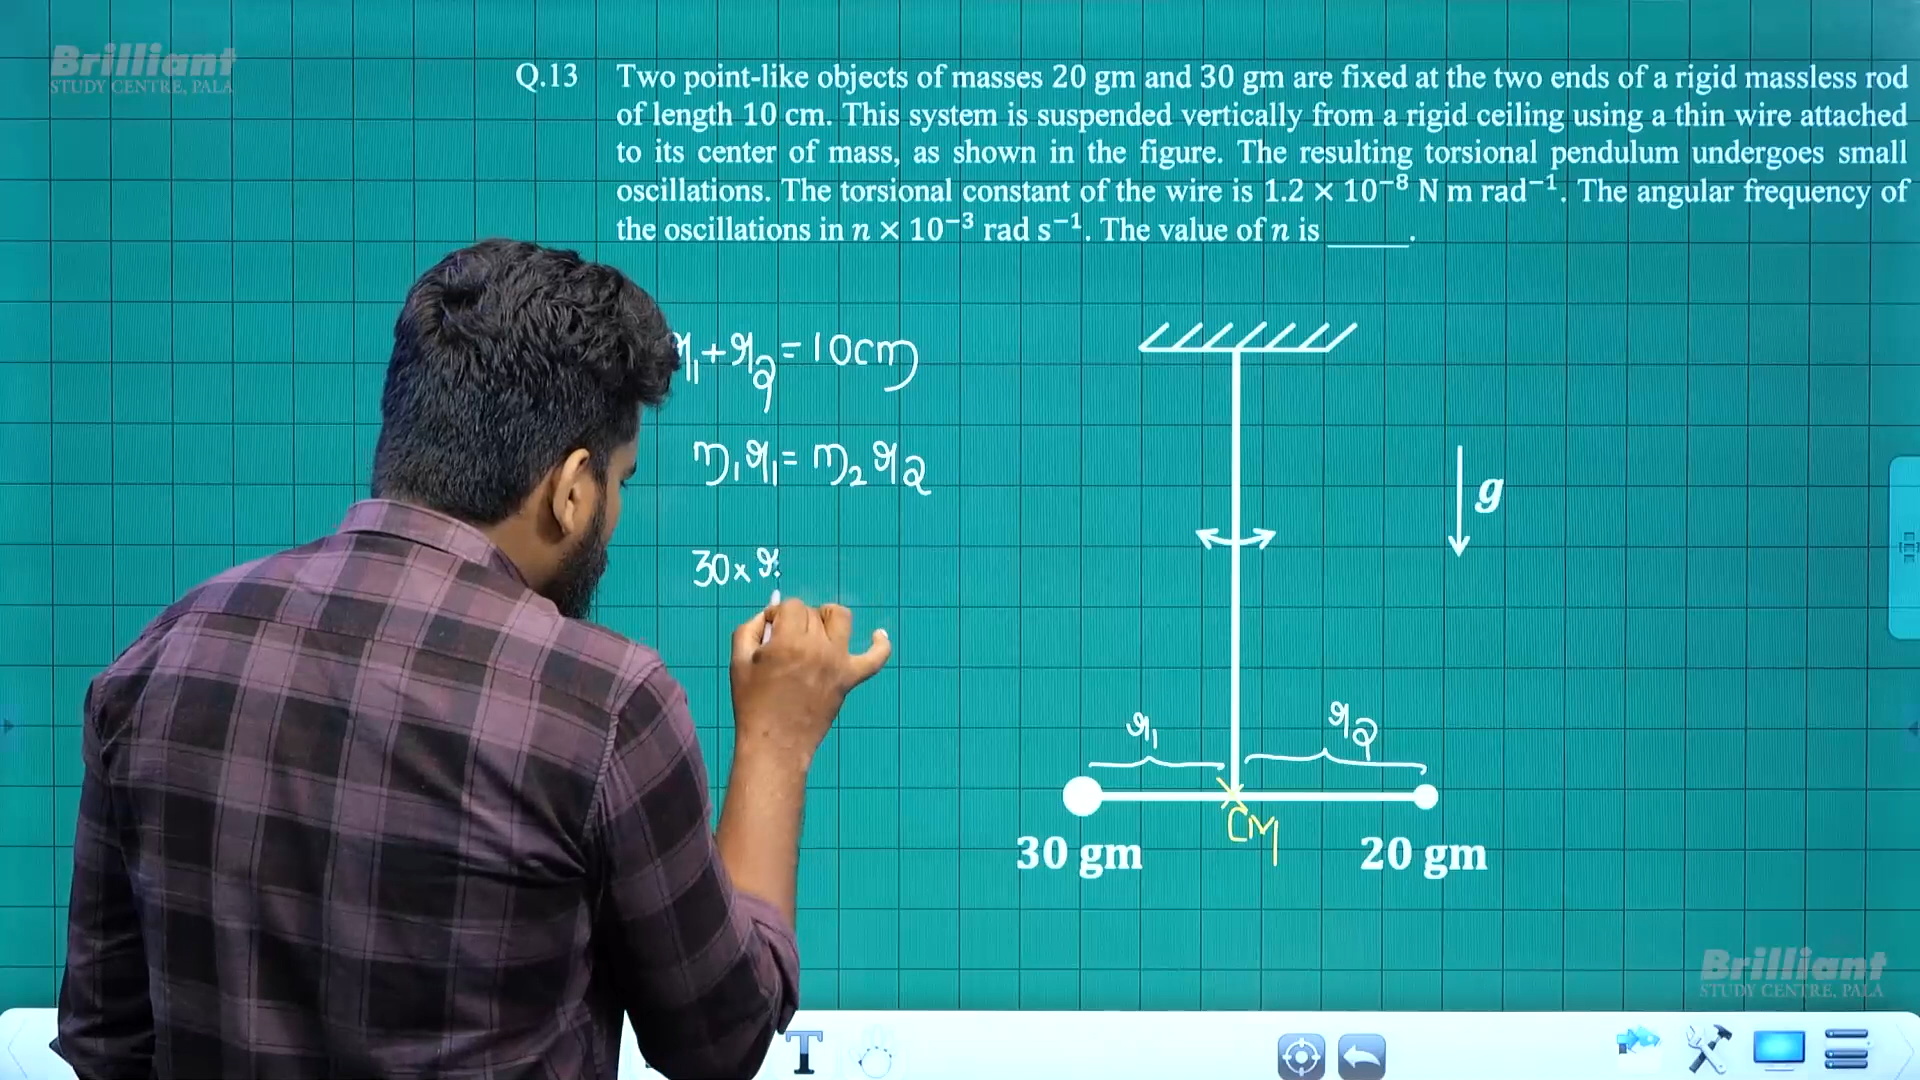 Brilliant
STUDY CENTRE, PALA
Q.13 Two point-like objects of masses 20 gm and 30 gm are fixed at the two ends of a rigid massless rod
of length 10 cm. This system is suspended vertically from a rigid ceiling using a thin wire attached
to its center of mass, as shown in the figure. The resulting torsional pendulum undergoes small
oscillations. The torsional constant of the wire is 1.2 × 10⁻⁸ N m rad⁻¹. The angular frequency of
the oscillations in n × 10⁻³ rad s⁻¹. The value of n is ______.
r₁+r₂=10cm
m₁r₁=m₂r₂
30×r
g
r₁
r₂
CM
30 gm
20 gm
Brilliant
STUDY CENTRE, PALA
T